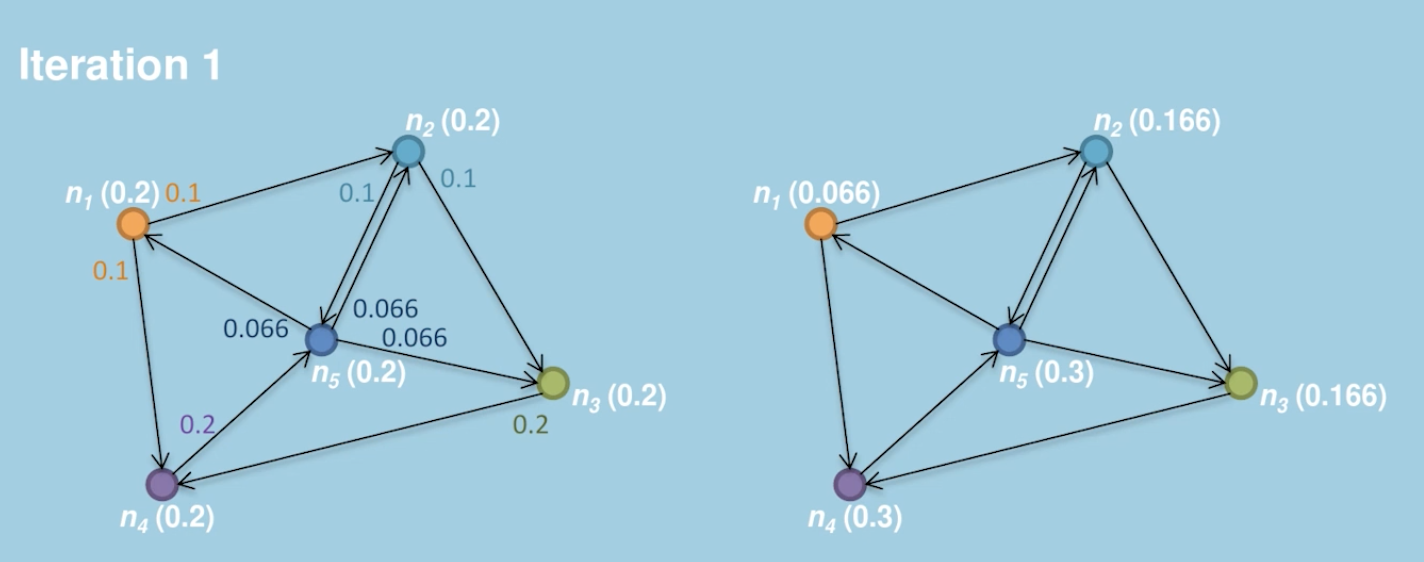 Iteration 1
n2 (0.2)
n1 (0.2) 0.1
0.1
0.1
0.1
0.066
0.066
0.066
n5 (0.2)
n3 (0.2)
0.2
0.2
n4 (0.2)
n2 (0.166)
n1 (0.066)
n5 (0.3)
n3 (0.166)
n4 (0.3)